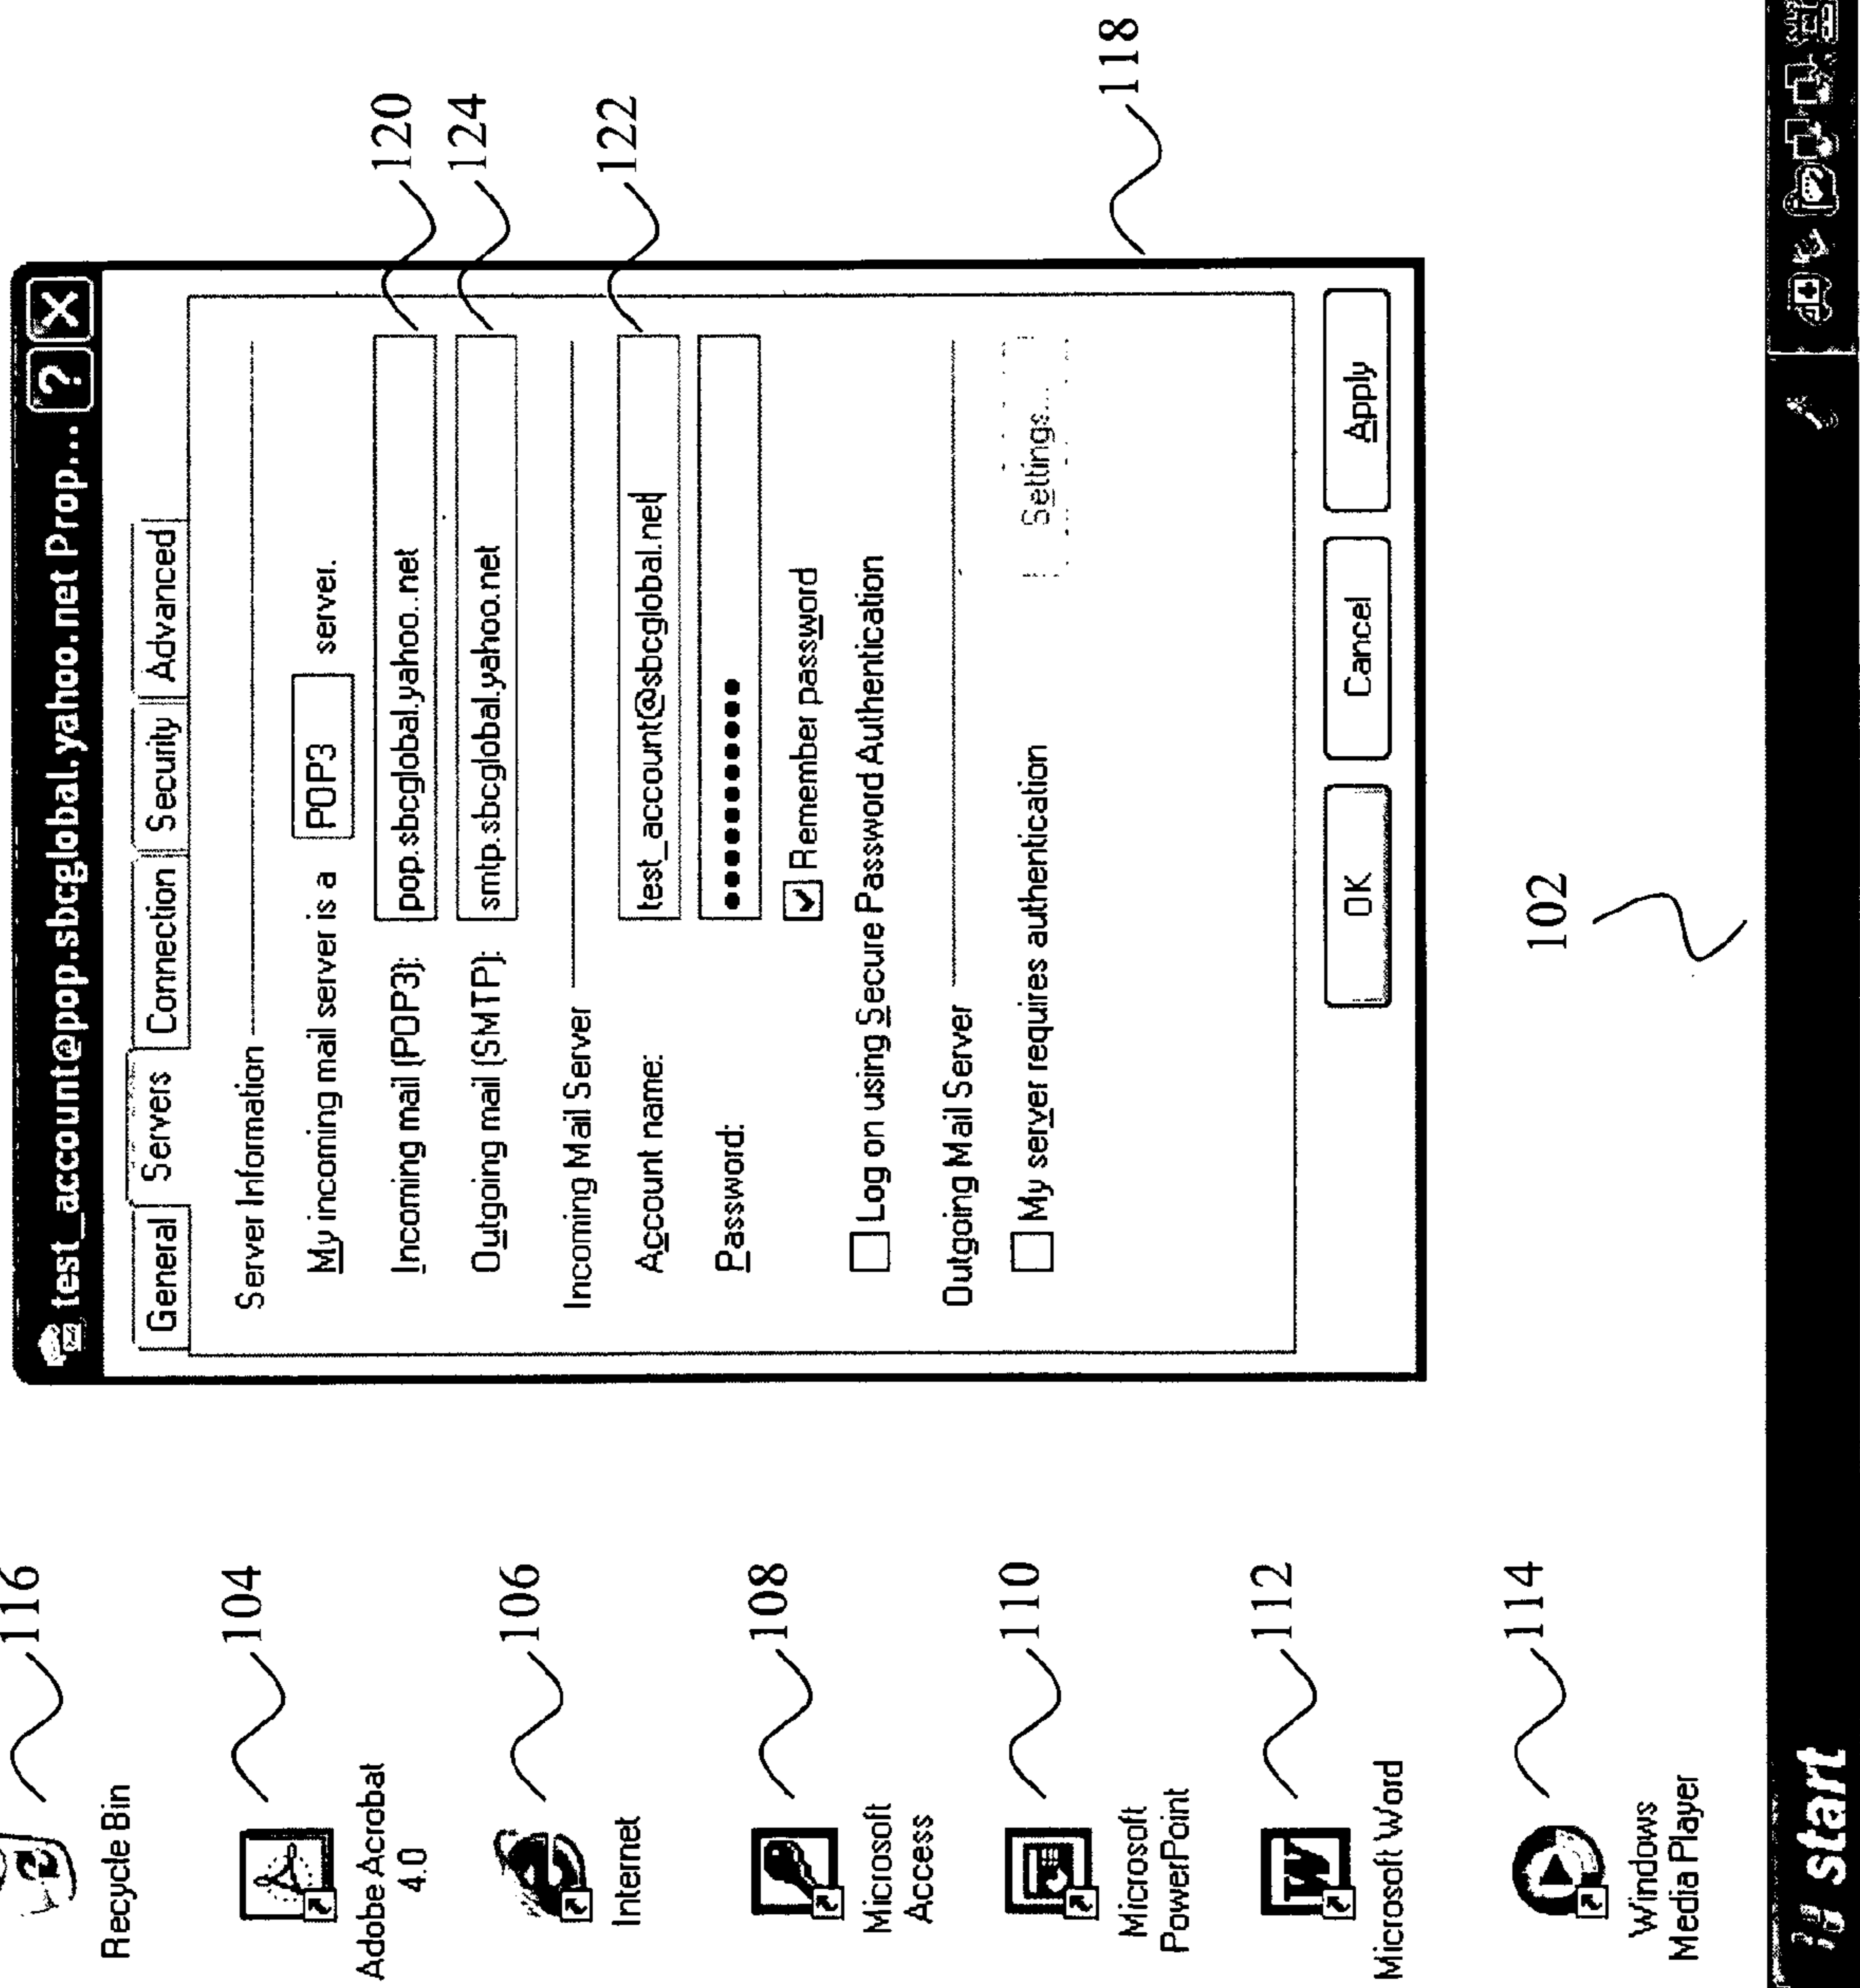 116
Recycle Bin
104
Adobe Acrobat
4.0
106
Internet
108
Microsoft
Access
110
Microsoft
PowerPoint
112
Microsoft Word
114
Windows
Media Player
test_account@pop.sbcglobal.yahoo.net Prop... ? X
General Servers Connection Security Advanced
Server Information
My incoming mail server is a POP3 server.
Incoming mail (POP3): pop.sbcglobal.yahoo..net
120
Outgoing mail (SMTP): smtp.sbcglobal.yahoo.net
124
Incoming Mail Server
Account name: test_account@sbcglobal.net
122
Password: ●●●●●●●●●●●
Remember password
Log on using Secure Password Authentication
Outgoing Mail Server
My server requires authentication Settings...
OK Cancel Apply
118
102
start